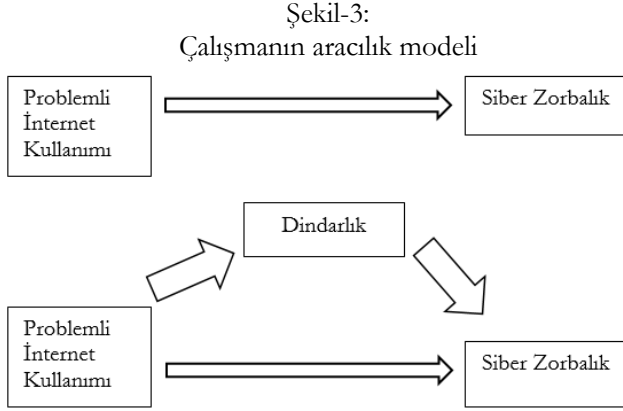 Şekil-3:
Çalışmanın aracılık modeli
Problemli
İnternet
Kullanımı
Siber Zorbalık
Dindarlık
Problemli
İnternet
Kullanımı
Siber Zorbalık